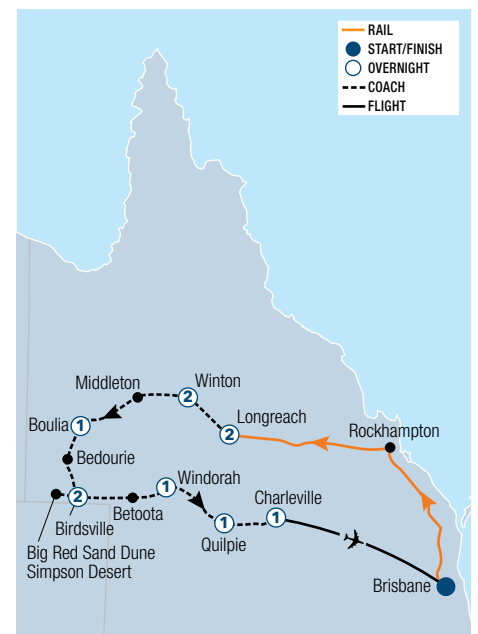 RAIL
START/FINISH
OVERNIGHT
COACH
FLIGHT
Middleton
Winton
2
Boulia
1
Longreach
2
Rockhampton
Bedourie
Windorah
1
Charleville
2
Birdsville
Betoota
1
1
Quilpie
Big Red Sand Dune
Simpson Desert
Brisbane